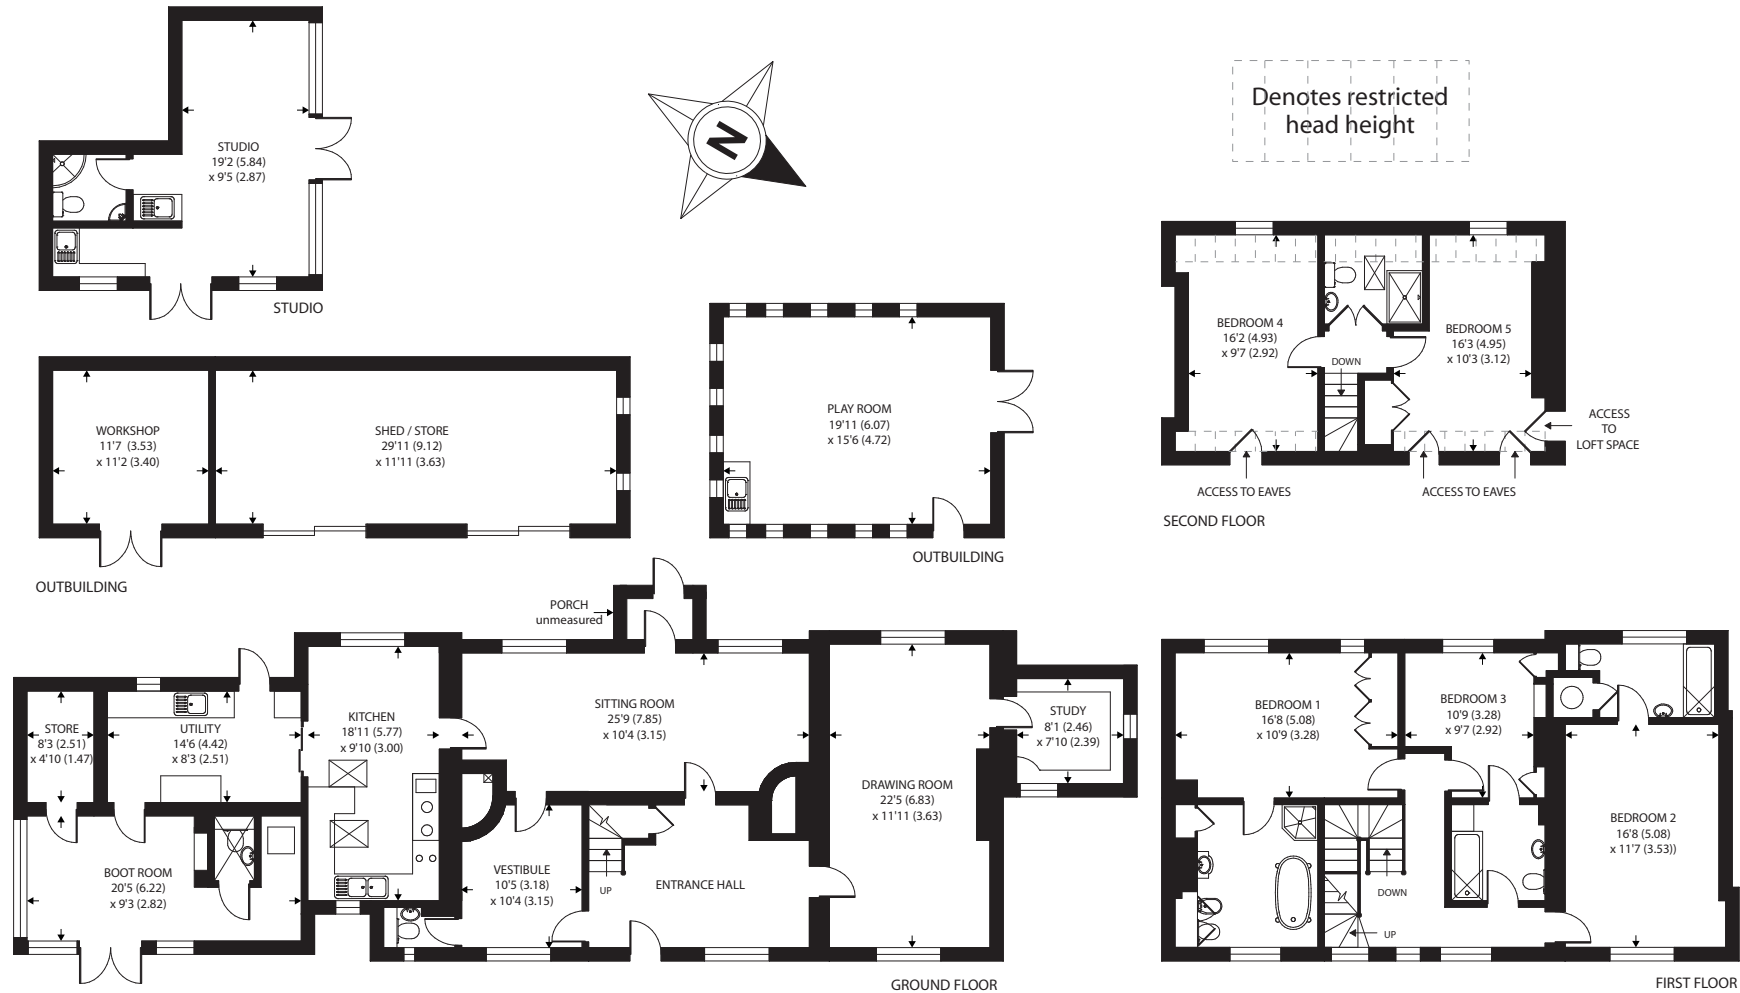 STUDIO
19'2 (5.84)
x 9'5 (2.87)
STUDIO
N
Denotes restricted
head height
WORKSHOP
11'7 (3.53)
x 11'2 (3.40)
SHED / STORE
29'11 (9.12)
x 11'11 (3.63)
OUTBUILDING
PLAY ROOM
19'11 (6.07)
x 15'6 (4.72)
OUTBUILDING
BEDROOM 4
16'2 (4.93)
x 9'7 (2.92)
DOWN
BEDROOM 5
16'3 (4.95)
x 10'3 (3.12)
ACCESS
TO
LOFT SPACE
ACCESS TO EAVES
ACCESS TO EAVES
SECOND FLOOR
PORCH
unmeasured
STORE
8'3 (2.51)
x 4'10 (1.47)
UTILITY
14'6 (4.42)
x 8'3 (2.51)
KITCHEN
18'11 (5.77)
x 9'10 (3.00)
SITTING ROOM
25'9 (7.85)
x 10'4 (3.15)
STUDY
8'1 (2.46)
x 7'10 (2.39)
DRAWING ROOM
22'5 (6.83)
x 11'11 (3.63)
BOOT ROOM
20'5 (6.22)
x 9'3 (2.82)
VESTIBULE
10'5 (3.18)
x 10'4 (3.15)
UP
ENTRANCE HALL
GROUND FLOOR
BEDROOM 1
16'8 (5.08)
x 10'9 (3.28)
BEDROOM 3
10'9 (3.28)
x 9'7 (2.92)
BEDROOM 2
16'8 (5.08)
x 11'7 (3.53))
DOWN
UP
FIRST FLOOR